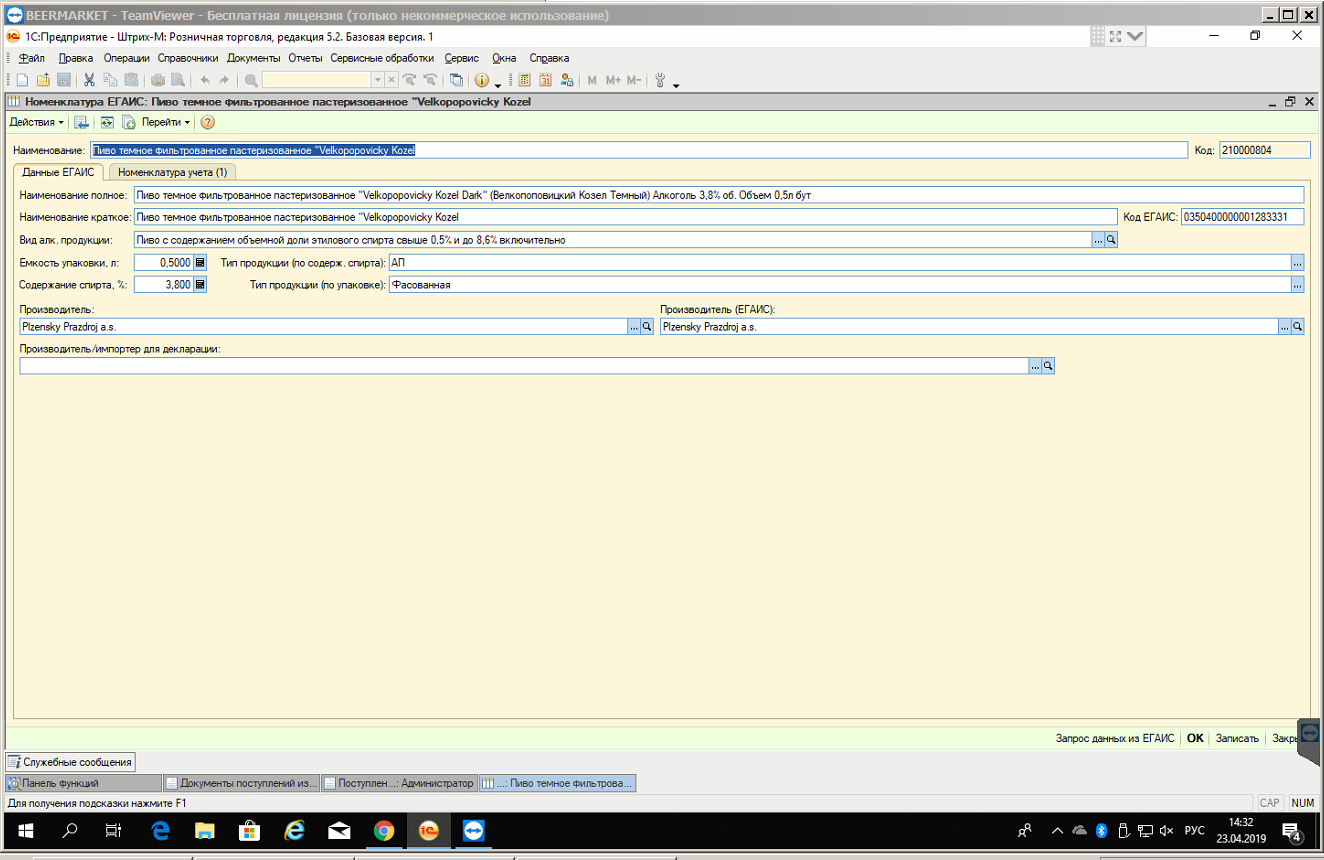 BEERMARKET - TeamViewer - Бесплатная лицензия (только некоммерческое использование)
1С:Предприятие - Штрих-М: Розничная торговля, редакция 5.2. Базовая версия. 1
Файл Правка Операции Справочники Документы Отчеты Сервисные обработки Сервис Окна Справка
M M+ M-
Номенклатура ЕГАИС: Пиво темное фильтрованное пастеризованное "Velkopopovicky Kozel
Действия Перейти
Наименование: Пиво темное фильтрованное пастеризованное "Velkopopovicky Kozel Код: 210000804
Данные ЕГАИС Номенклатура учета (1)
Наименование полное: Пиво темное фильтрованное пастеризованное "Velkopopovicky Kozel Dark" (Велкопоповицкий Козел Темный) Алкоголь 3,8% об. Объем 0,5л бут
Наименование краткое: Пиво темное фильтрованное пастеризованное "Velkopopovicky Kozel Код ЕГАИС: 0350400000001283331
Вид алк. продукции: Пиво с содержанием объемной доли этилового спирта свыше 0,5% и до 8,6% включительно ...
Емкость упаковки, л: 0,5000 Тип продукции (по содерж. спирта): АП ...
Содержание спирта, %: 3,800 Тип продукции (по упаковке): Фасованная ...
Производитель: Производитель (ЕГАИС):
Plzensky Prazdroj a.s. ... Plzensky Prazdroj a.s. ...
Производитель/импортер для декларации:
...
Запрос данных из ЕГАИС OK Записать Закры
Служебные сообщения
Панель функций Документы поступлений из... Поступлен...: Администратор ...: Пиво темное фильтрова...
Для получения подсказки нажмите F1 CAP NUM
РУС 14:32
23.04.2019 4